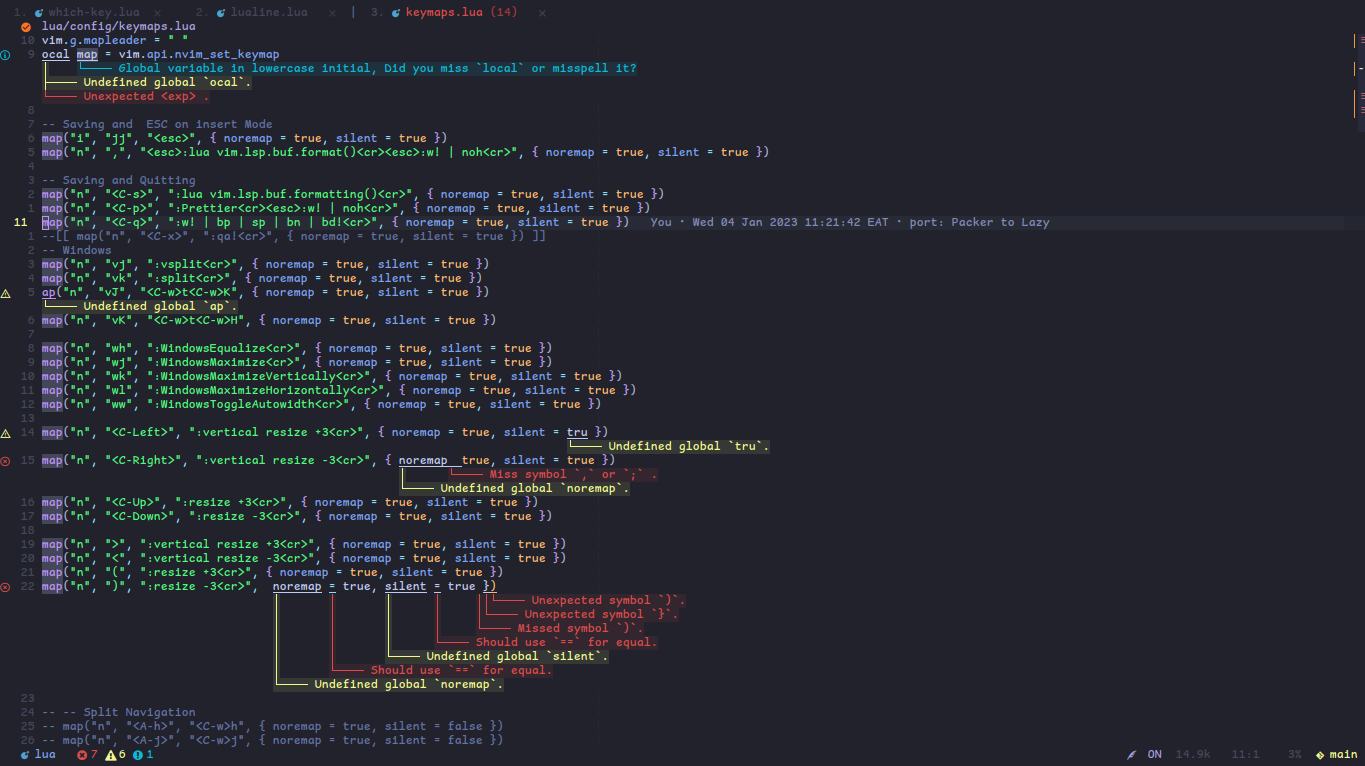 1. which-key.lua × 2. lualine.lua × | 3. keymaps.lua (14) ×
lua/config/keymaps.lua
10 vim.g.mapleader = " "
9 ocal map = vim.api.nvim_set_keymap
Global variable in lowercase initial, Did you miss `local` or misspell it?
Undefined global `ocal`.
Unexpected <exp> .
8
7 -- Saving and  ESC on insert Mode
6 map("i", "jj", "<esc>", { noremap = true, silent = true })
5 map("n", ",", "<esc>:lua vim.lsp.buf.format()<cr><esc>:w! | noh<cr>", { noremap = true, silent = true })
4
3 -- Saving and Quitting
2 map("n", "<C-s>", ":lua vim.lsp.buf.formatting()<cr>", { noremap = true, silent = true })
1 map("n", "<C-p>", ":Prettier<cr><esc>:w! | noh<cr>", { noremap = true, silent = true })
11 map("n", "<C-q>", ":w! | bp | sp | bn | bd!<cr>", { noremap = true, silent = true }) You · Wed 04 Jan 2023 11:21:42 EAT · port: Packer to Lazy
1 --[[ map("n", "<C-x>", ":qa!<cr>", { noremap = true, silent = true }) ]]
2 -- Windows
3 map("n", "vj", ":vsplit<cr>", { noremap = true, silent = true })
4 map("n", "vk", ":split<cr>", { noremap = true, silent = true })
5 ap("n", "vJ", "<C-w>t<C-w>K", { noremap = true, silent = true })
Undefined global `ap`.
6 map("n", "vK", "<C-w>t<C-w>H", { noremap = true, silent = true })
7
8 map("n", "wh", ":WindowsEqualize<cr>", { noremap = true, silent = true })
9 map("n", "wj", ":WindowsMaximize<cr>", { noremap = true, silent = true })
10 map("n", "wk", ":WindowsMaximizeVertically<cr>", { noremap = true, silent = true })
11 map("n", "wl", ":WindowsMaximizeHorizontally<cr>", { noremap = true, silent = true })
12 map("n", "ww", ":WindowsToggleAutowidth<cr>", { noremap = true, silent = true })
13
14 map("n", "<C-Left>", ":vertical resize +3<cr>", { noremap = true, silent = tru })
Undefined global `tru`.
15 map("n", "<C-Right>", ":vertical resize -3<cr>", { noremap  true, silent = true })
Miss symbol `,` or `;` .
Undefined global `noremap`.
16 map("n", "<C-Up>", ":resize +3<cr>", { noremap = true, silent = true })
17 map("n", "<C-Down>", ":resize -3<cr>", { noremap = true, silent = true })
18
19 map("n", ">", ":vertical resize +3<cr>", { noremap = true, silent = true })
20 map("n", "<", ":vertical resize -3<cr>", { noremap = true, silent = true })
21 map("n", "(", ":resize +3<cr>", { noremap = true, silent = true })
22 map("n", ")", ":resize -3<cr>",  noremap = true, silent = true })
Unexpected symbol `)`.
Unexpected symbol `}`.
Missed symbol `)`.
Should use `==` for equal.
Undefined global `silent`.
Should use `==` for equal.
Undefined global `noremap`.
23
24 -- -- Split Navigation
25 -- map("n", "<A-h>", "<C-w>h", { noremap = true, silent = false })
26 -- map("n", "<A-j>", "<C-w>j", { noremap = true, silent = false })
lua 7 6 1 ON 14.9k 11:1 3% main